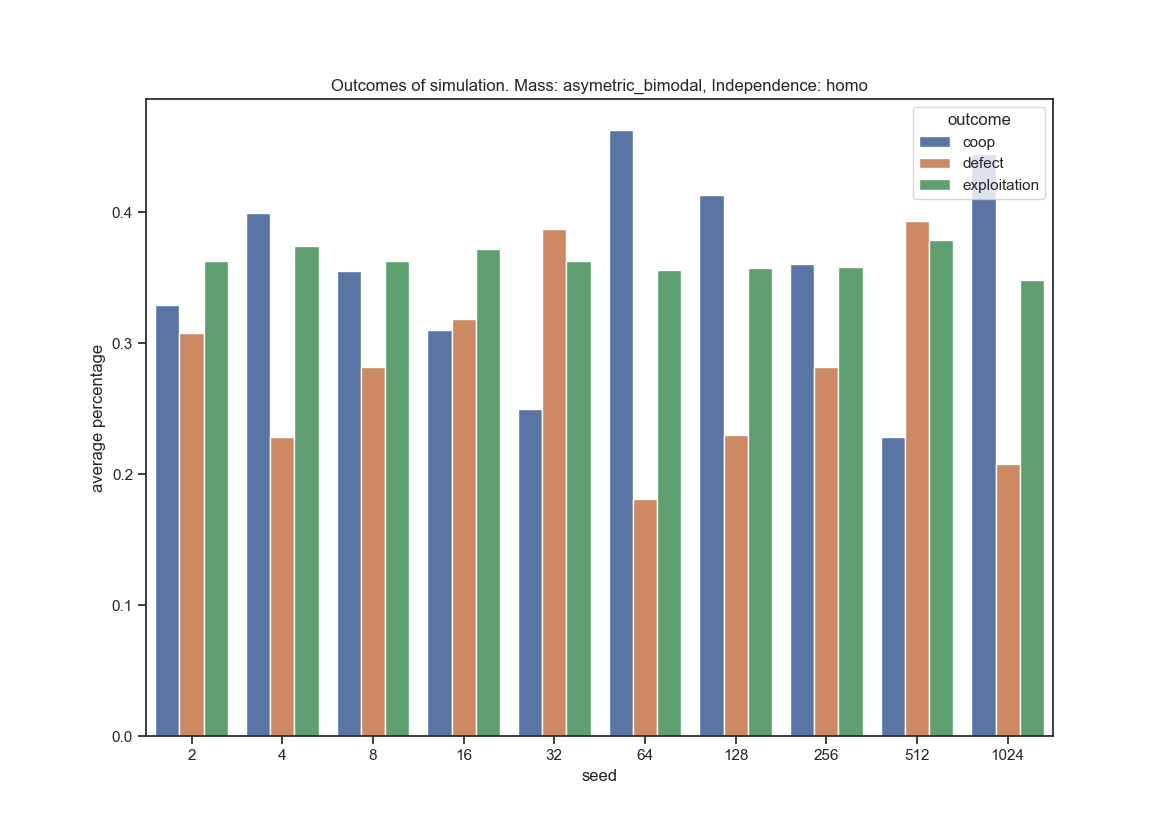 Outcomes of simulation. Mass: asymetric_bimodal, Independence: homo
outcome
coop
defect
exploitation
average percentage
0.4
0.3
0.2
0.1
0.0
2 4 8 16 32 64 128 256 512 1024
seed